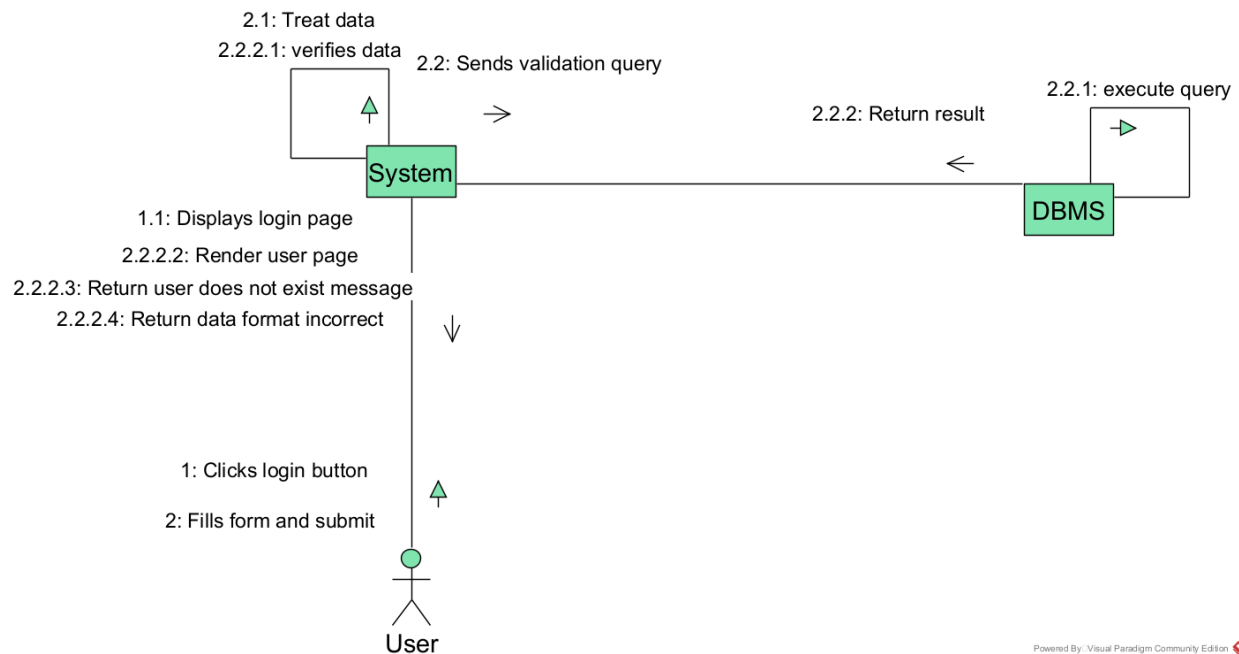 2.1: Treat data
2.2.2.1: verifies data
2.2: Sends validation query
2.2.1: execute query
2.2.2: Return result
System
DBMS
1.1: Displays login page
2.2.2.2: Render user page
2.2.2.3: Return user does not exist message
2.2.2.4: Return data format incorrect
1: Clicks login button
2: Fills form and submit
User
Powered By: Visual Paradigm Community Edition